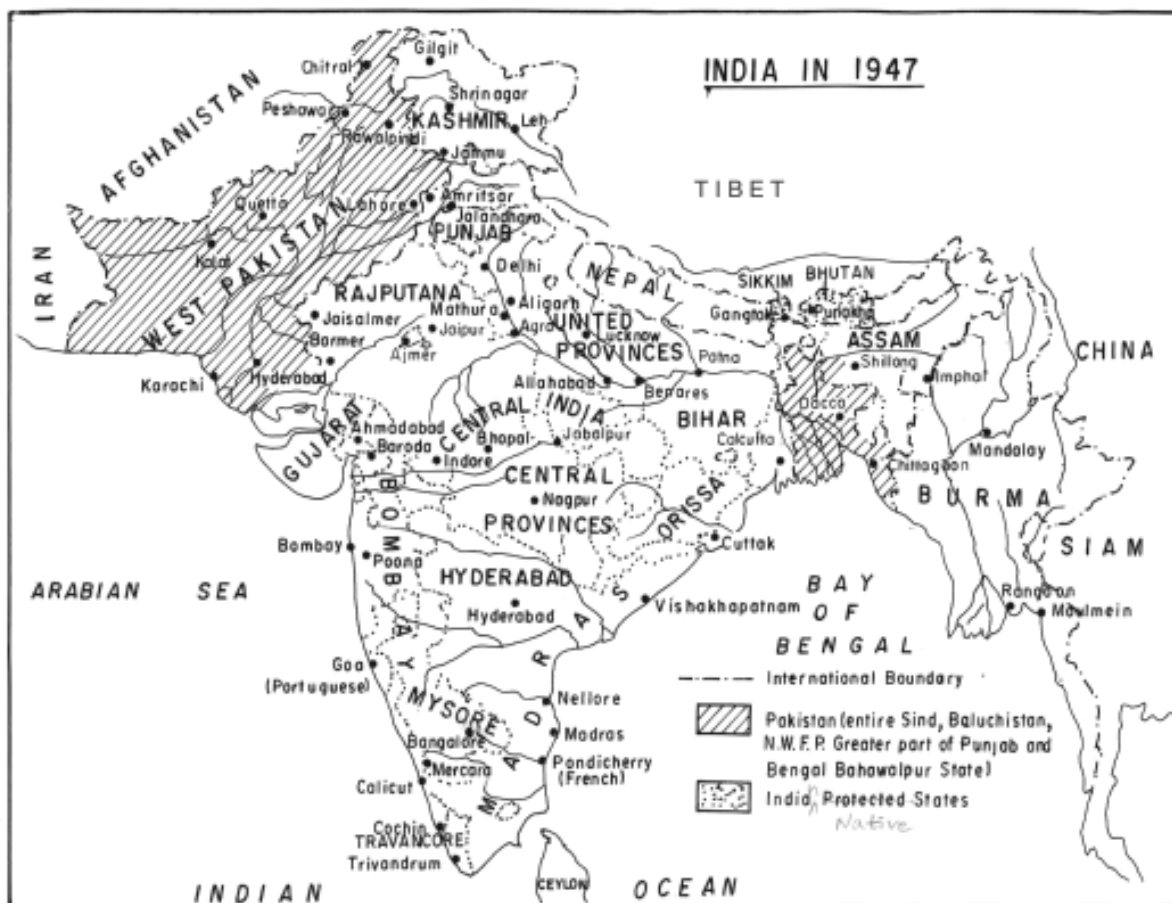 INDIA IN 1947
Gilgit
Chitral
AFGHANISTAN
Shrinagar
Peshawar
KASHMIR
Leh
Rawalpindi
Jammu
TIBET
Amritsar
Lahore
Quetta
Jalandhara
PUNJAB
Kalat
IRAN
WEST PAKISTAN
Delhi
NEPAL
SIKKIM
BHUTAN
RAJPUTANA
Aligarh
Mathura
Gangtok
Punakha
Jaisalmer
Jaipur
Agra
UNITED
Lucknow
ASSAM
CHINA
Barmer
Ajmer
PROVINCES
Patna
Shillong
Imphal
Karachi
Hyderabad
Allahabad
Benares
Dacca
CENTRAL INDIA
BIHAR
GUJARAT
Ahmadabad
Bhopal
Jabalpur
Calcutta
Mandalay
Baroda
Indore
Chittagaon
CENTRAL
BURMA
Nagpur
PROVINCES
ORISSA
BOMBAY
Cuttak
SIAM
Bombay
Poona
HYDERABAD
ARABIAN SEA
Hyderabad
Vishakhapatnam
BAY
OF
BENGAL
Rangoon
Maulmein
MADRAS
Goa
(Portuguese)
International Boundary
Nellore
MYSORE
Pakistan (entire Sind, Baluchistan,
N.W.F.P. Greater part of Punjab and
Bengal Bahawalpur State)
Bangalore
Madras
Mercara
Pondicherry
(French)
Calicut
Indian Protected States
Native
Cochin
TRAVANCORE
Trivandrum
CEYLON
INDIAN OCEAN